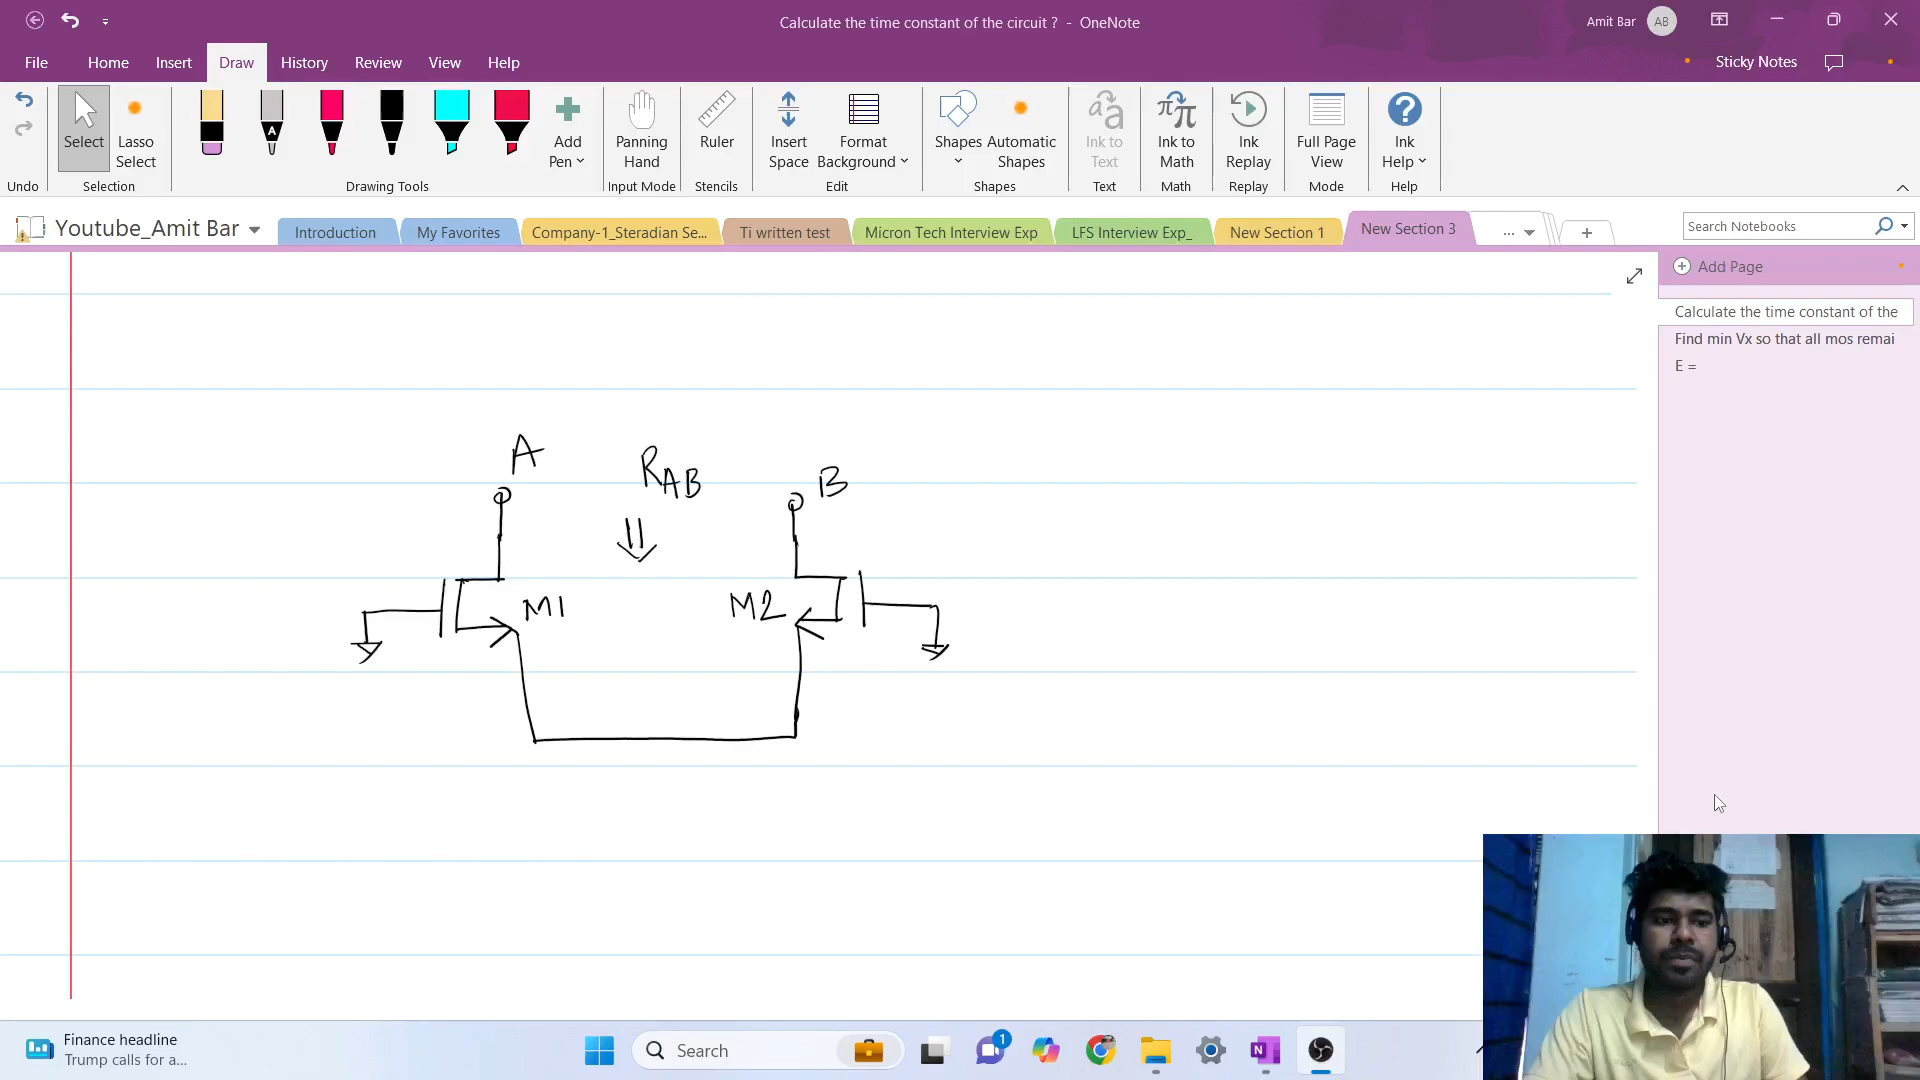 Calculate the time constant of the circuit ? - OneNote
Amit Bar
AB
File
Home
Insert
Draw
History
Review
View
Help
Sticky Notes
Select
Lasso
Select
A
Add
Pen
Panning
Hand
Ruler
Insert
Space
Format
Background
Shapes
Automatic
Shapes
Ink to
Text
Ink to
Math
Ink
Replay
Full Page
View
Ink
Help
Undo
Selection
Drawing Tools
Input Mode
Stencils
Edit
Shapes
Text
Math
Replay
Mode
Help
Youtube_Amit Bar
Introduction
My Favorites
Company-1_Steradian Se...
Ti written test
Micron Tech Interview Exp
LFS Interview Exp_
New Section 1
New Section 3
...
Search Notebooks
Add Page
Calculate the time constant of the
Find min Vx so that all mos remai
E =
A
RAB
B
M1
M2
Finance headline
Trump calls for a...
Search
1